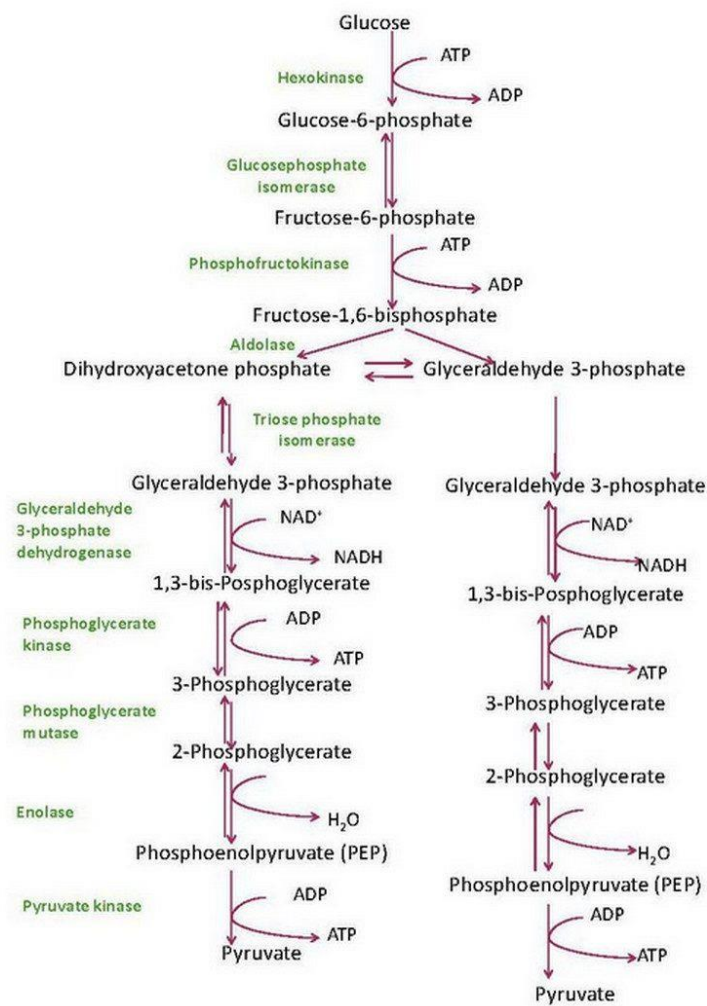 Glucose
ATP
Hexokinase
ADP
Glucose-6-phosphate
Glucosephosphate
isomerase
Fructose-6-phosphate
ATP
Phosphofructokinase
ADP
Fructose-1,6-bisphosphate
Aldolase
Dihydroxyacetone phosphate
Glyceraldehyde 3-phosphate
Triose phosphate
isomerase
Glyceraldehyde 3-phosphate
Glyceraldehyde
3-phosphate
dehydrogenase
NAD⁺
NADH
1,3-bis-Posphoglycerate
Phosphoglycerate
kinase
ADP
ATP
3-Phosphoglycerate
Phosphoglycerate
mutase
2-Phosphoglycerate
Enolase
H₂O
Phosphoenolpyruvate (PEP)
Pyruvate kinase
ADP
ATP
Pyruvate
Glyceraldehyde 3-phosphate
NAD⁺
NADH
1,3-bis-Posphoglycerate
ADP
ATP
3-Phosphoglycerate
2-Phosphoglycerate
H₂O
Phosphoenolpyruvate (PEP)
ADP
ATP
Pyruvate